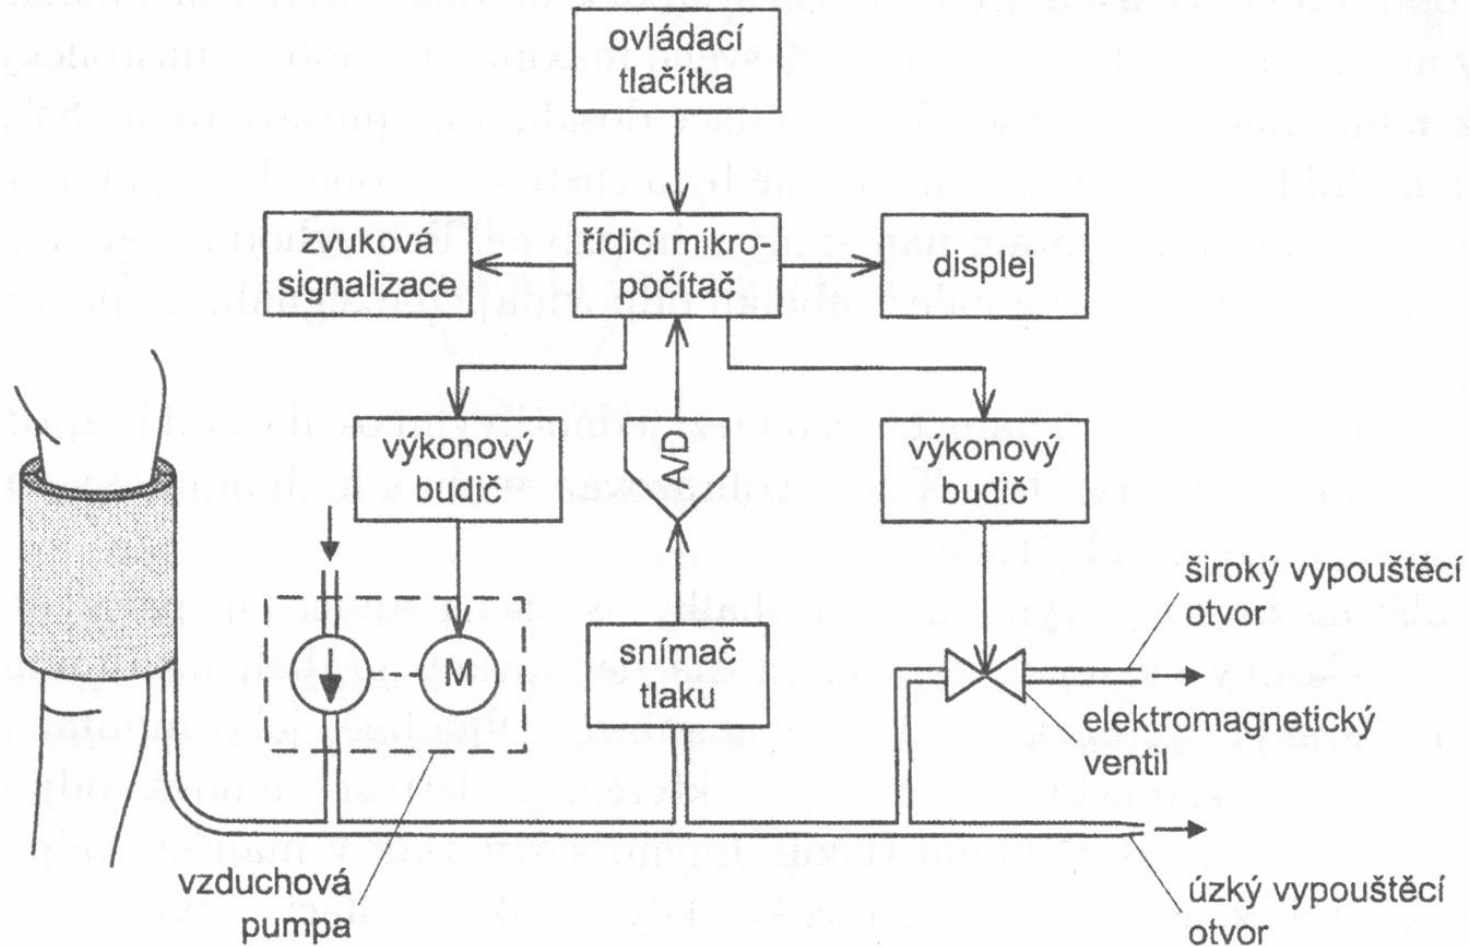 ovládací
tlačítka
zvuková
signalizace
řídicí mikro-
počítač
displej
výkonový
budič
A/D
výkonový
budič
široký vypouštěcí
otvor
M
snímač
tlaku
elektromagnetický
ventil
vzduchová
pumpa
úzký vypouštěcí
otvor